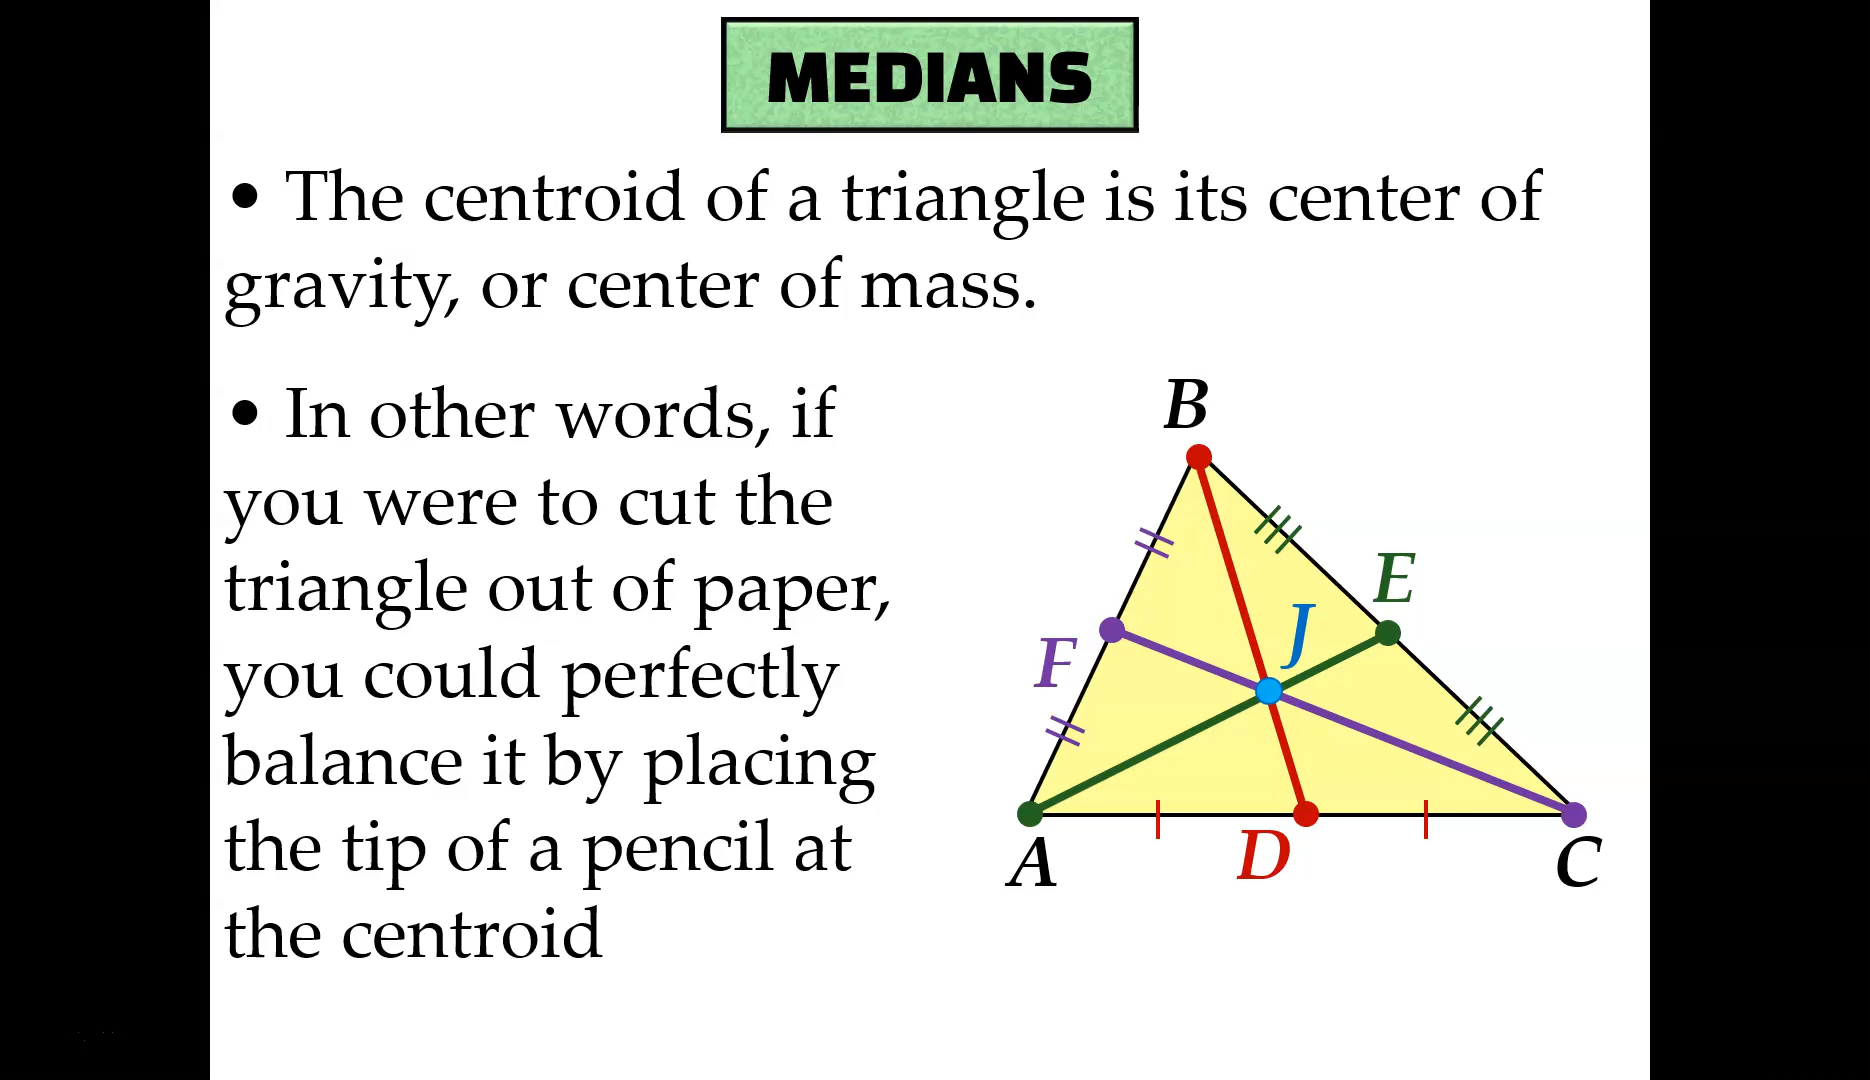 MEDIANS
• The centroid of a triangle is its center of
gravity, or center of mass.
• In other words, if
you were to cut the
triangle out of paper,
you could perfectly
balance it by placing
the tip of a pencil at
the centroid
B
E
J
F
D
A
C